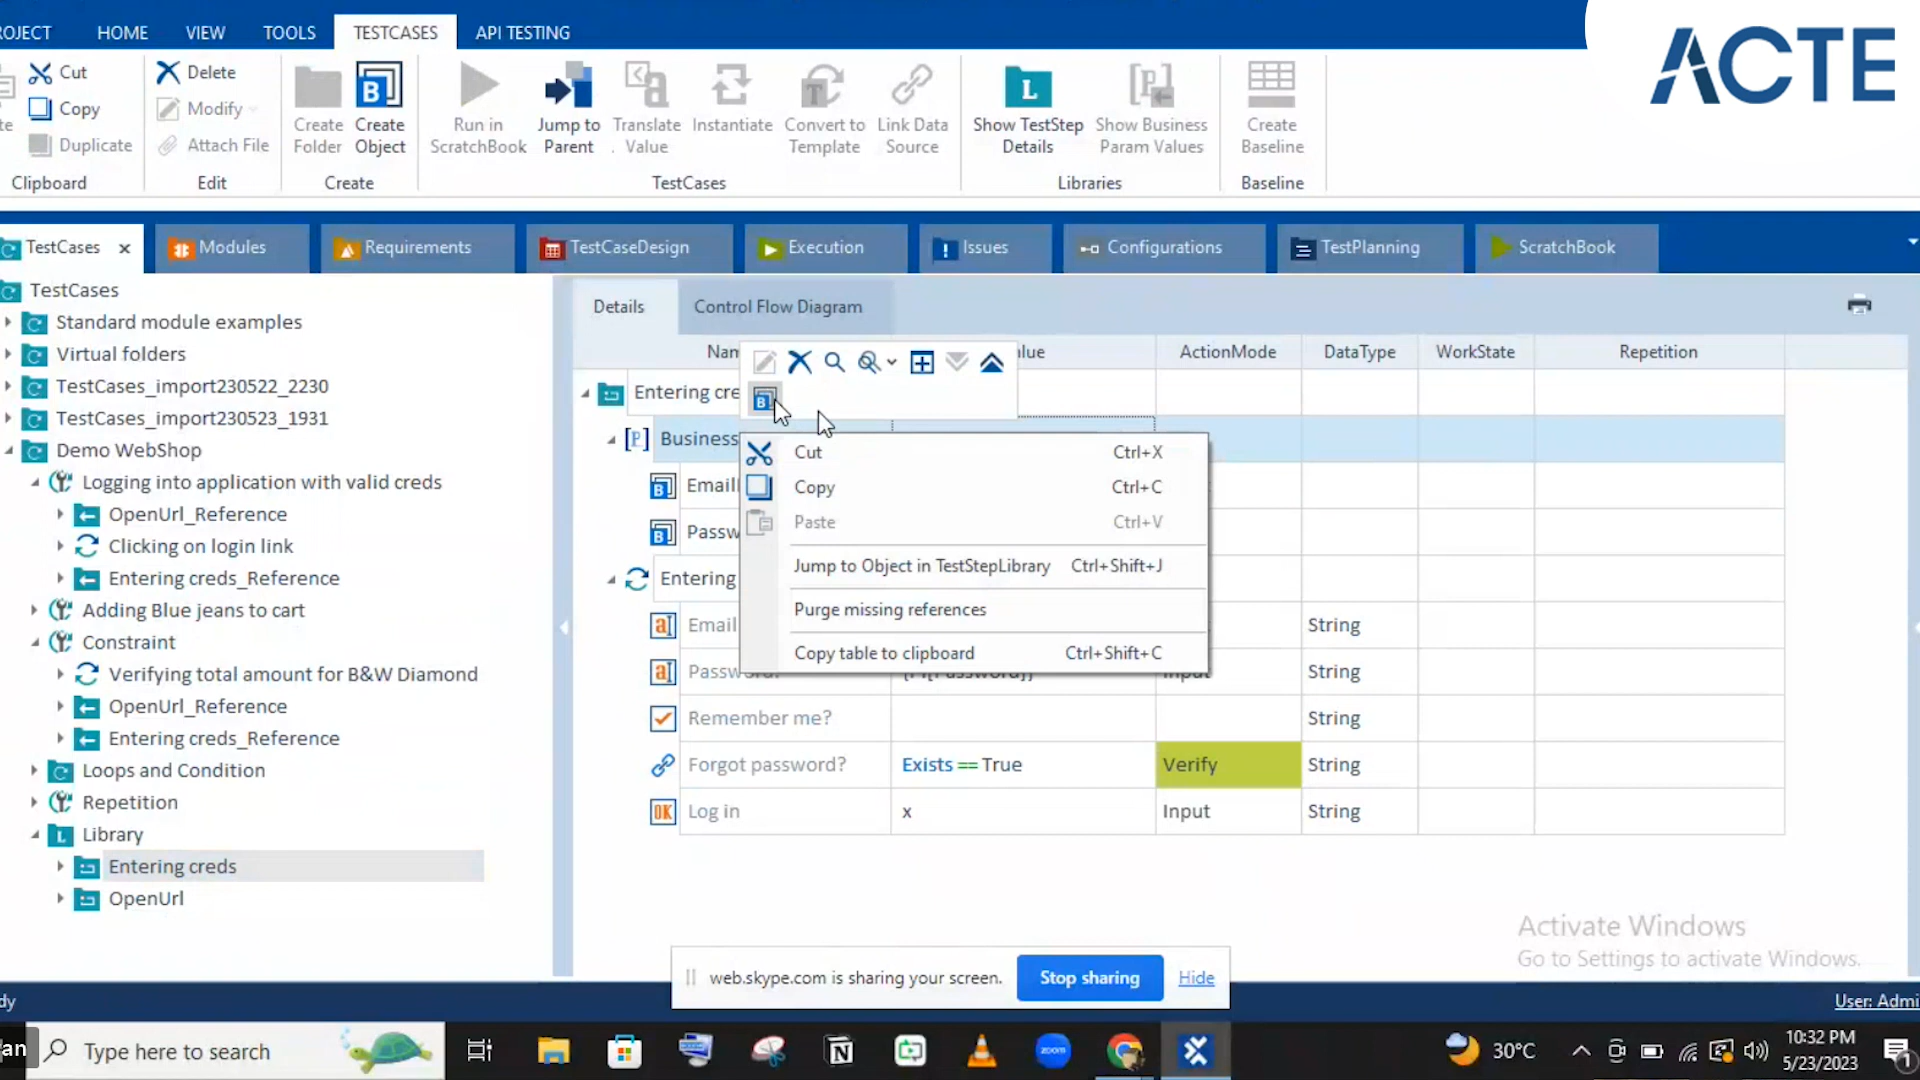 ROJECT
HOME
VIEW
TOOLS
TESTCASES
API TESTING
ACTE
Cut
Copy
Duplicate
Clipboard
Delete
Modify
Attach File
Edit
Create
Folder
Create
Object
Create
Run in
ScratchBook
Jump to
Parent
Translate
Value
Instantiate
Convert to
Template
Link Data
Source
TestCases
Show TestStep
Details
Show Business
Param Values
Libraries
Create
Baseline
Baseline
TestCases
Modules
Requirements
TestCaseDesign
Execution
Issues
Configurations
TestPlanning
ScratchBook
TestCases
Standard module examples
Virtual folders
TestCases_import230522_2230
TestCases_import230523_1931
Demo WebShop
Logging into application with valid creds
OpenUrl_Reference
Clicking on login link
Entering creds_Reference
Adding Blue jeans to cart
Constraint
Verifying total amount for B&W Diamond
OpenUrl_Reference
Entering creds_Reference
Loops and Condition
Repetition
Library
Entering creds
OpenUrl
Details
Control Flow Diagram
Nam
lue
ActionMode
DataType
WorkState
Repetition
Entering cre
Business
Email
Passw
Entering
Email
String
Password:
Input
String
Remember me?
String
Forgot password?
Exists == True
Verify
String
Log in
x
Input
String
Cut Ctrl+X
Copy Ctrl+C
Paste Ctrl+V
Jump to Object in TestStepLibrary Ctrl+Shift+J
Purge missing references
Copy table to clipboard Ctrl+Shift+C
Activate Windows
Go to Settings to activate Windows.
web.skype.com is sharing your screen.
Stop sharing
Hide
dy
User: Admi
an
Type here to search
zoom
30°C
10:32 PM
5/23/2023
1